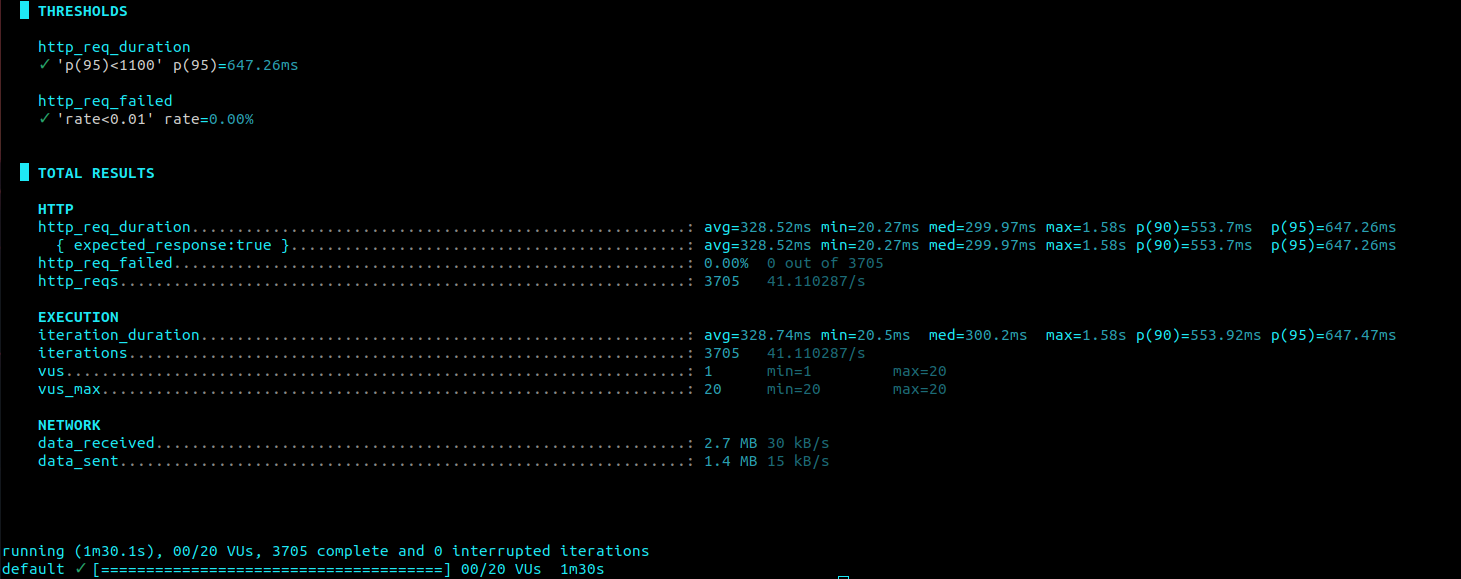 █ THRESHOLDS

http_req_duration
✓ 'p(95)<1100' p(95)=647.26ms

http_req_failed
✓ 'rate<0.01' rate=0.00%

█ TOTAL RESULTS

HTTP
http_req_duration...............................................................: avg=328.52ms min=20.27ms med=299.97ms max=1.58s p(90)=553.7ms  p(95)=647.26ms
  { expected_response:true }....................................................: avg=328.52ms min=20.27ms med=299.97ms max=1.58s p(90)=553.7ms  p(95)=647.26ms
http_req_failed.................................................................: 0.00%  0 out of 3705
http_reqs.......................................................................: 3705   41.110287/s

EXECUTION
iteration_duration..............................................................: avg=328.74ms min=20.5ms  med=300.2ms  max=1.58s p(90)=553.92ms p(95)=647.47ms
iterations......................................................................: 3705   41.110287/s
vus.............................................................................: 1      min=1         max=20
vus_max.........................................................................: 20     min=20        max=20

NETWORK
data_received...................................................................: 2.7 MB 30 kB/s
data_sent.......................................................................: 1.4 MB 15 kB/s

running (1m30.1s), 00/20 VUs, 3705 complete and 0 interrupted iterations
default ✓ [======================================] 00/20 VUs  1m30s